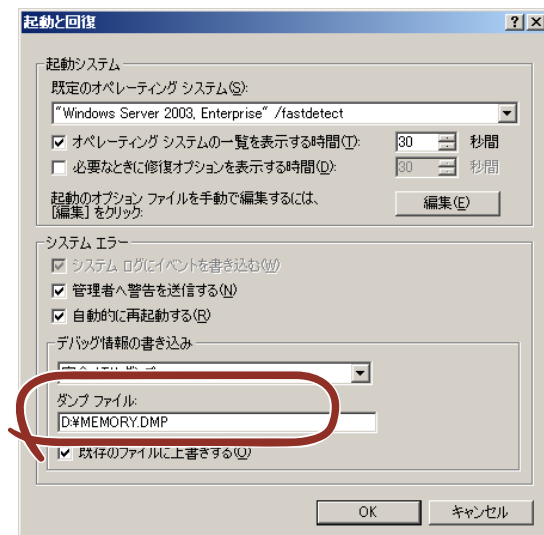 起動と回復
起動システム
既定のオペレーティング システム(S):
"Windows Server 2003, Enterprise" /fastdetect
オペレーティング システムの一覧を表示する時間(T): 30 秒間
必要なときに修復オプションを表示する時間(D): 30 秒間
起動のオプション ファイルを手動で編集するには、
[編集] をクリック:
編集(E)
システム エラー
システム ログにイベントを書き込む(W)
管理者へ警告を送信する(N)
自動的に再起動する(R)
デバッグ情報の書き込み
ダンプ ファイル:
D:¥MEMORY.DMP
既存のファイルに上書きする(O)
OK キャンセル